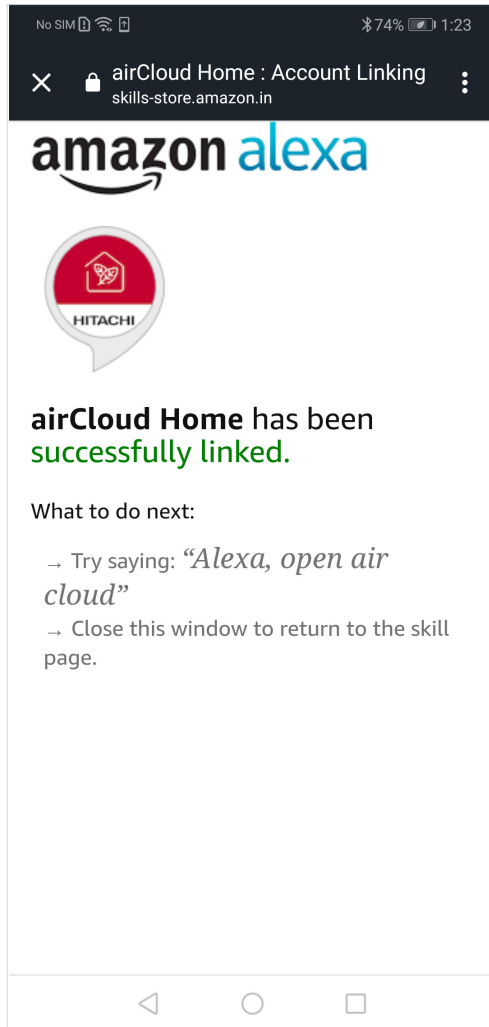 No SIM 74% 1:23
airCloud Home : Account Linking
skills-store.amazon.in
amazon alexa
HITACHI
airCloud Home has been
successfully linked.
What to do next:
→ Try saying: “Alexa, open air
cloud”
→ Close this window to return to the skill
page.